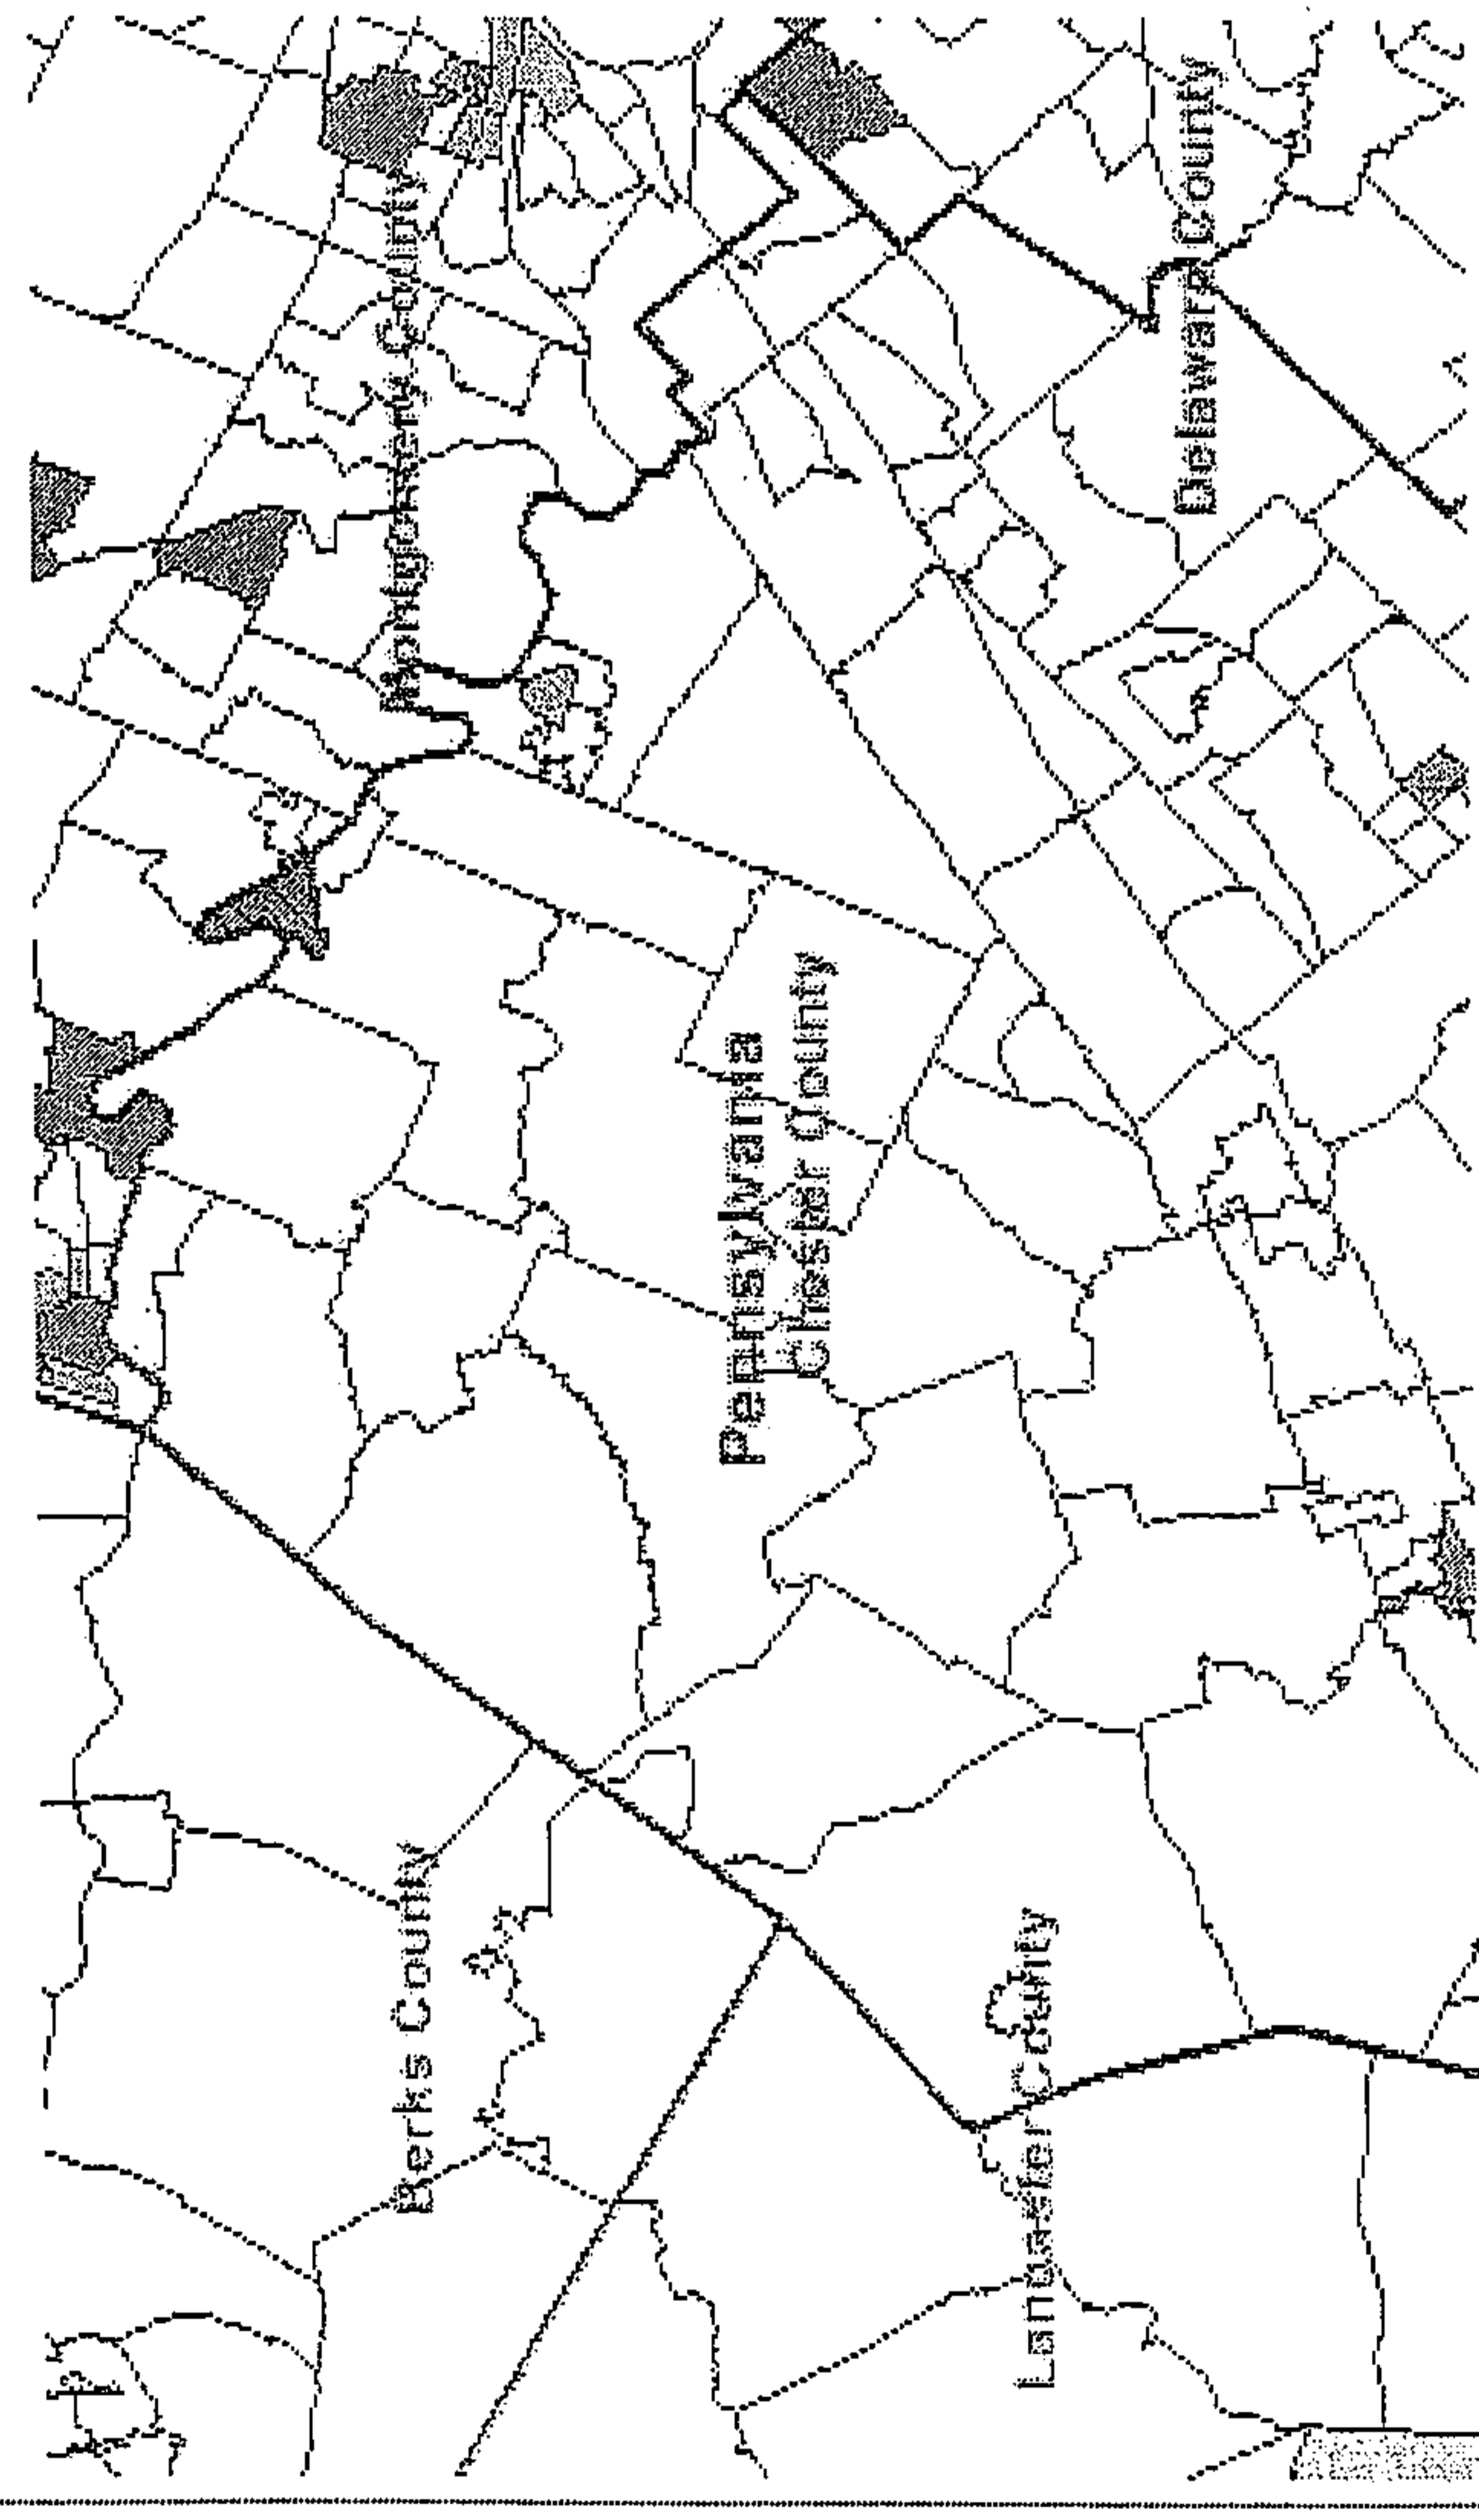 Montgomery County
Delaware County
Pennsylvania
Chester County
Berks County
Lancaster County